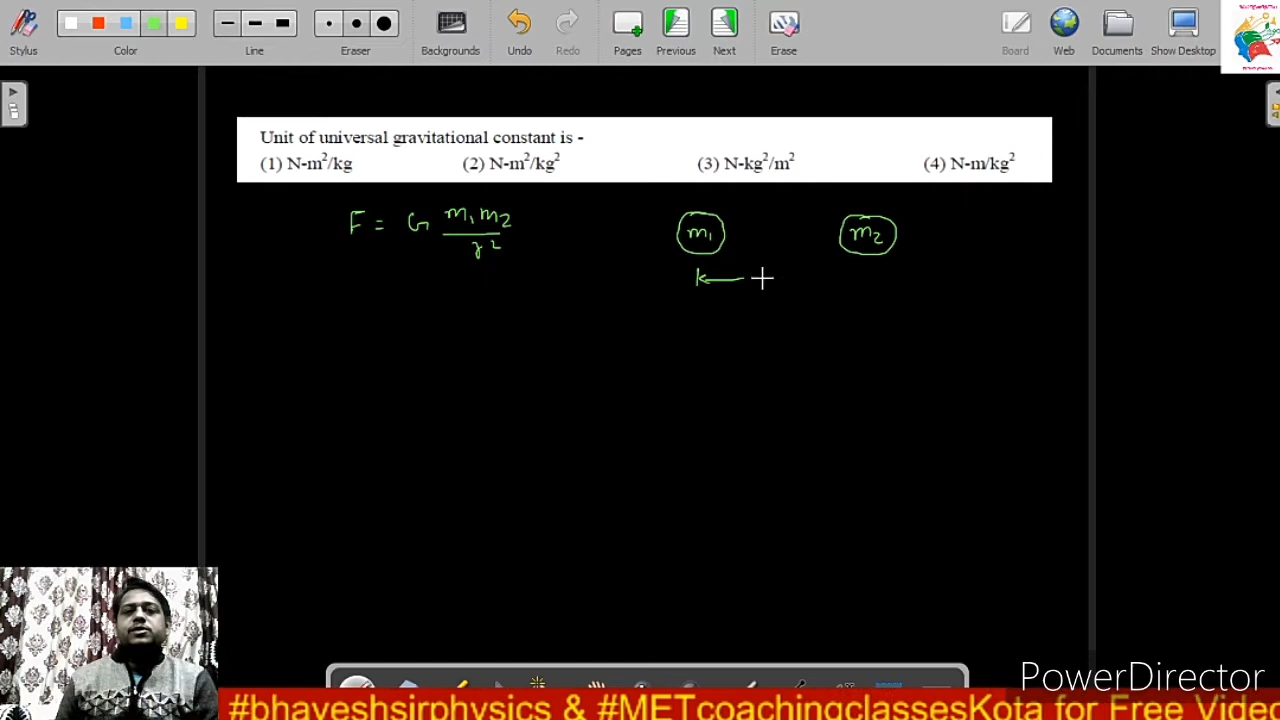 Stylus
Color
Line
Eraser
Backgrounds
Undo
Redo
Pages
Previous
Next
Erase
Board
Web
Documents
Show Desktop
Unit of universal gravitational constant is -
(1) N-m²/kg (2) N-m²/kg² (3) N-kg²/m² (4) N-m/kg²
F = G m₁m₂/r²
m₁ m₂
PowerDirector
#bhaveshsirphysics & #METcoachingclassesKota for Free Video